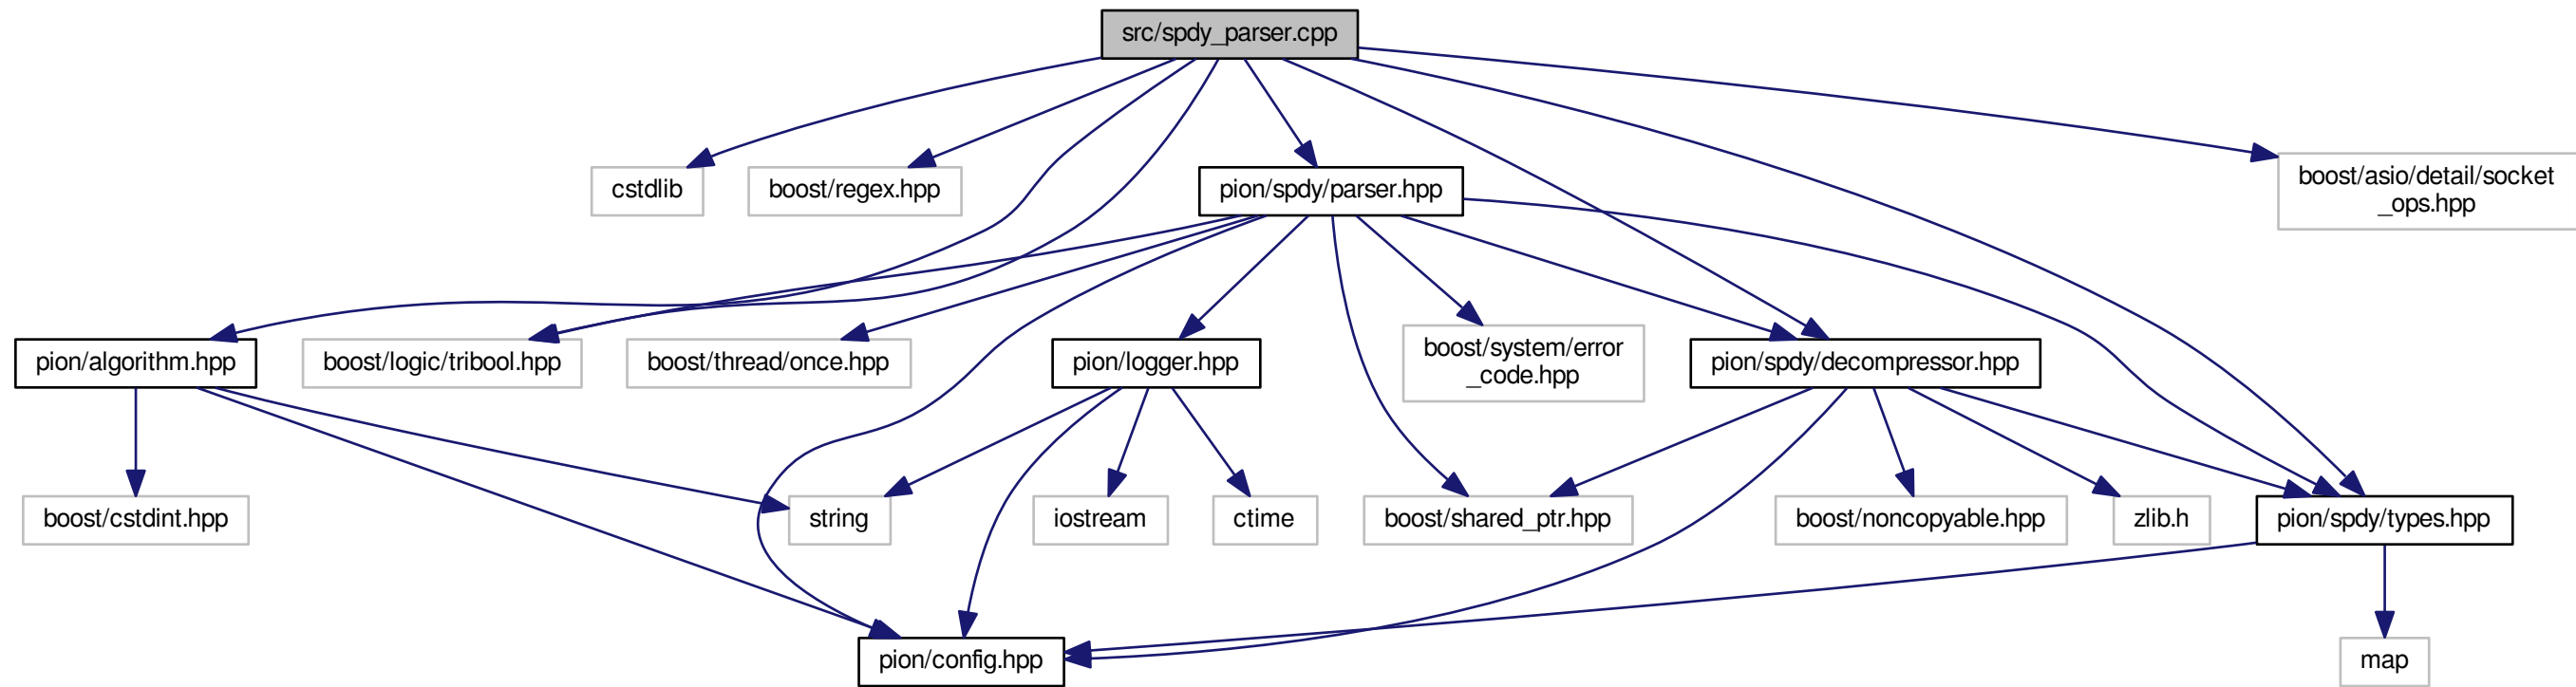 src/spdy_parser.cpp
cstdlib
boost/regex.hpp
pion/spdy/parser.hpp
boost/asio/detail/socket
_ops.hpp
pion/algorithm.hpp
boost/logic/tribool.hpp
boost/thread/once.hpp
pion/logger.hpp
boost/system/error
_code.hpp
pion/spdy/decompressor.hpp
boost/cstdint.hpp
string
iostream
ctime
boost/shared_ptr.hpp
boost/noncopyable.hpp
zlib.h
pion/spdy/types.hpp
pion/config.hpp
map